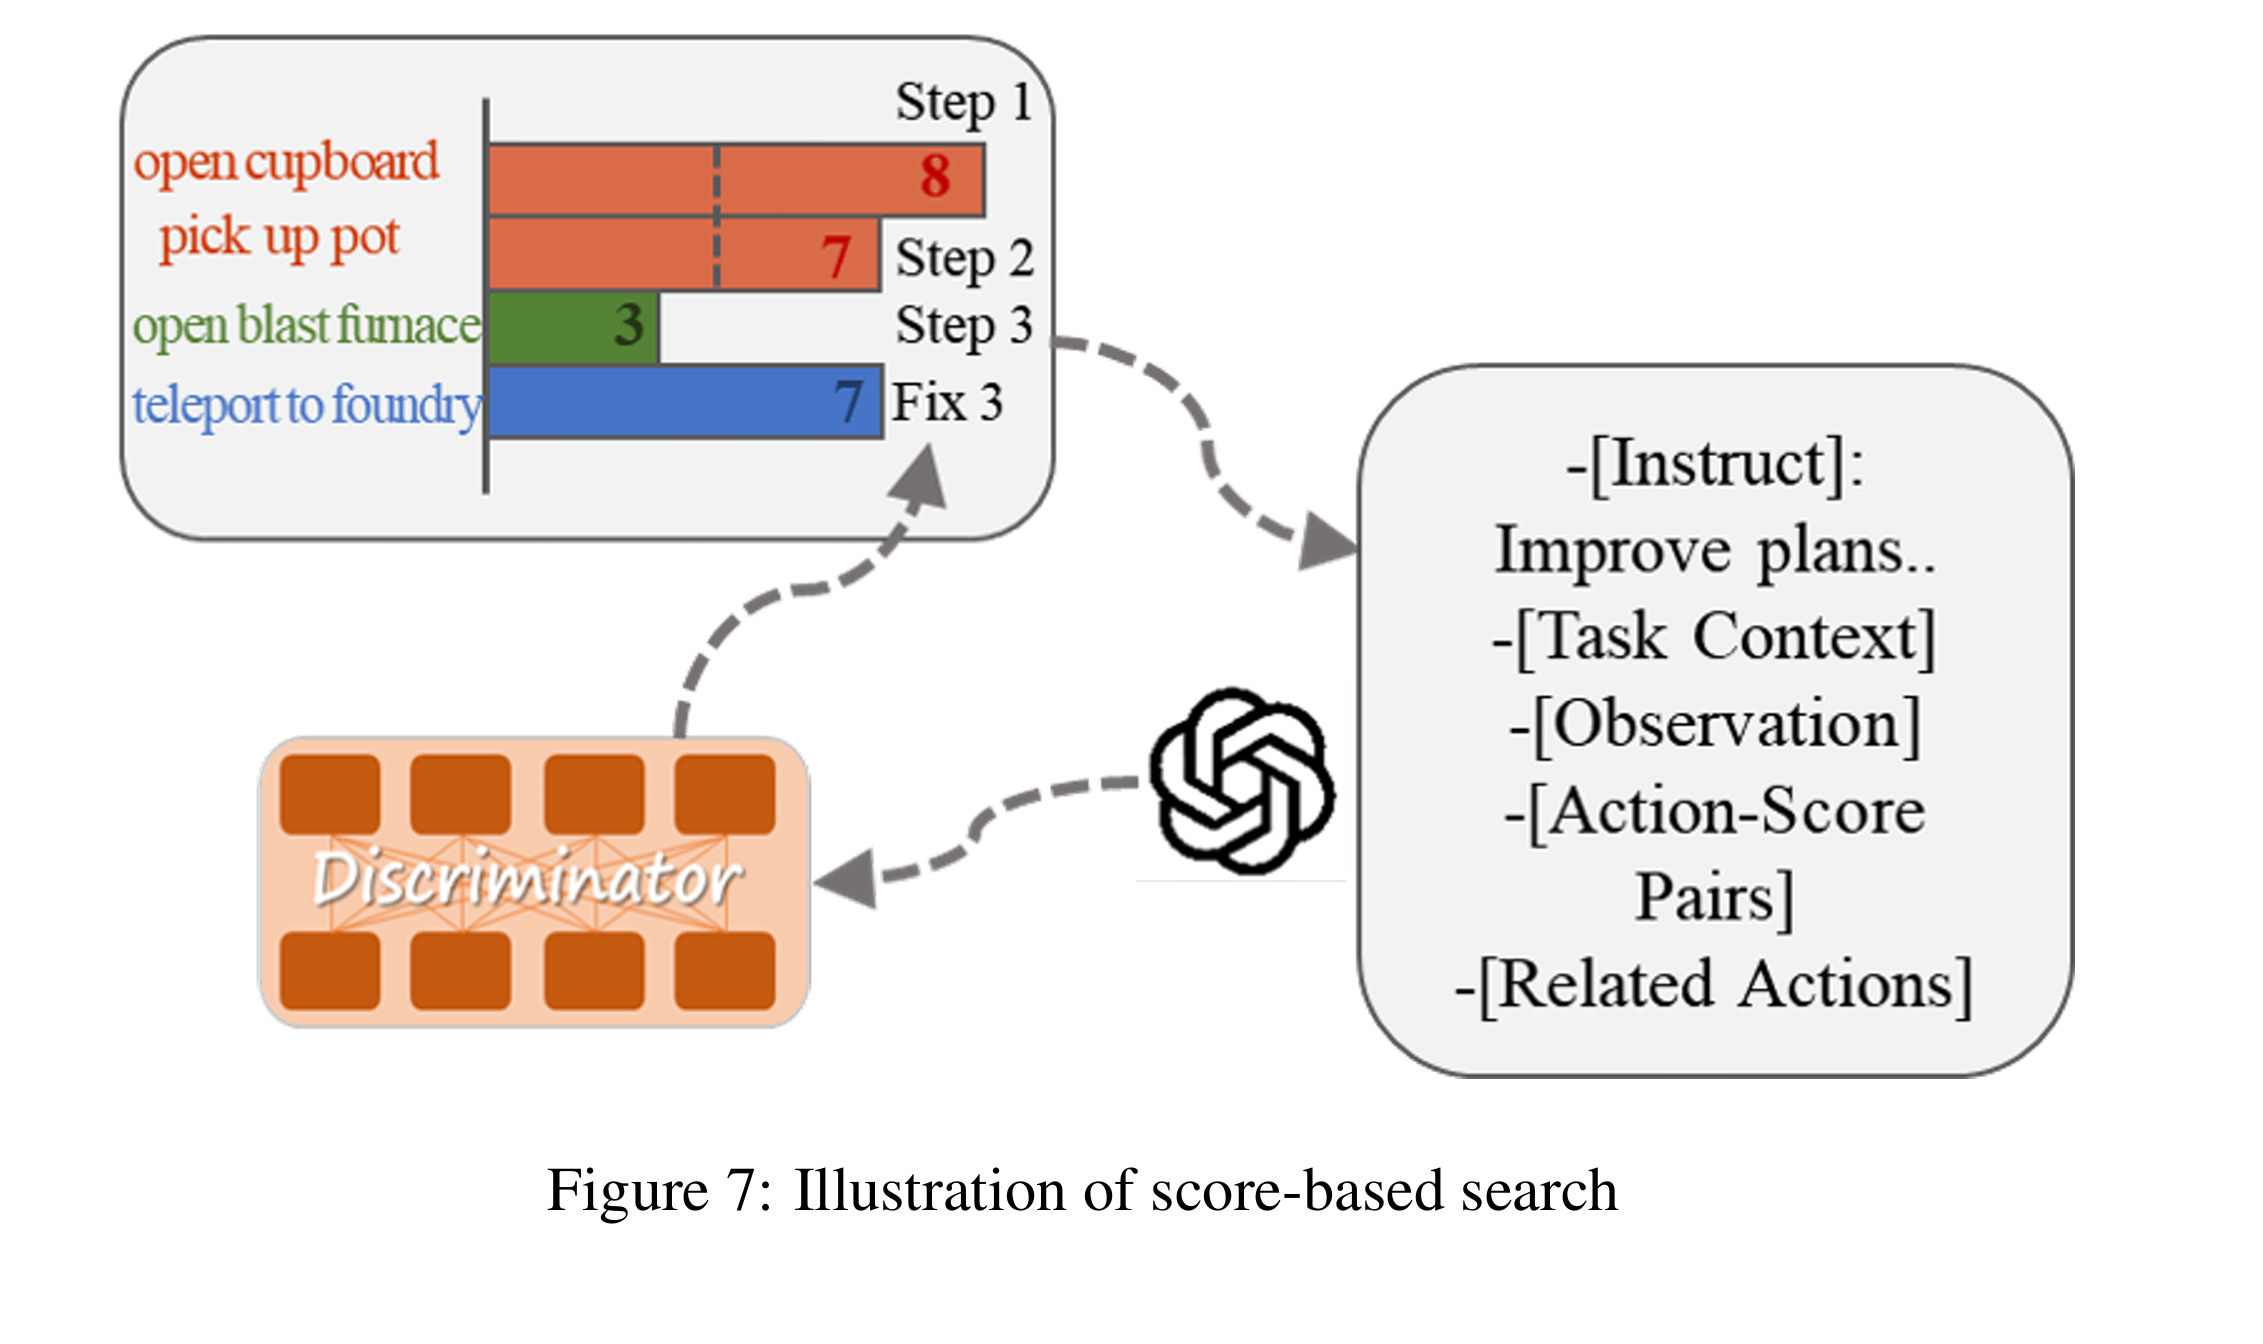 Step 1
open cupboard 8
pick up pot 7 Step 2
open blast furnace 3 Step 3
teleport to foundry 7 Fix 3
-[Instruct]:
Improve plans..
-[Task Context]
-[Observation]
-[Action-Score
Pairs]
-[Related Actions]
Discriminator
Figure 7: Illustration of score-based search